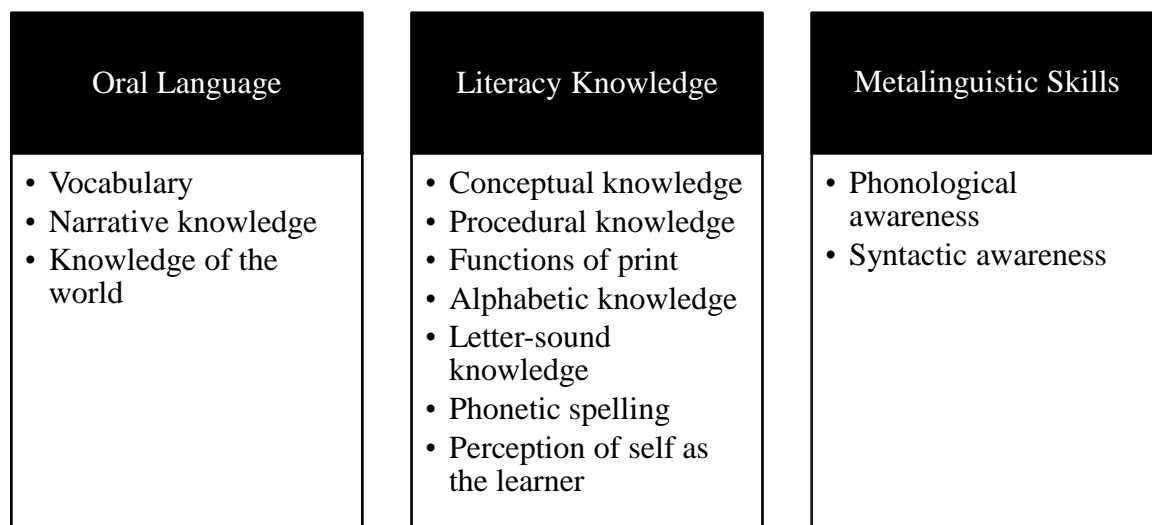 Oral Language
• Vocabulary
• Narrative knowledge
• Knowledge of the
world
Literacy Knowledge
• Conceptual knowledge
• Procedural knowledge
• Functions of print
• Alphabetic knowledge
• Letter-sound
knowledge
• Phonetic spelling
• Perception of self as
the learner
Metalinguistic Skills
• Phonological
awareness
• Syntactic awareness